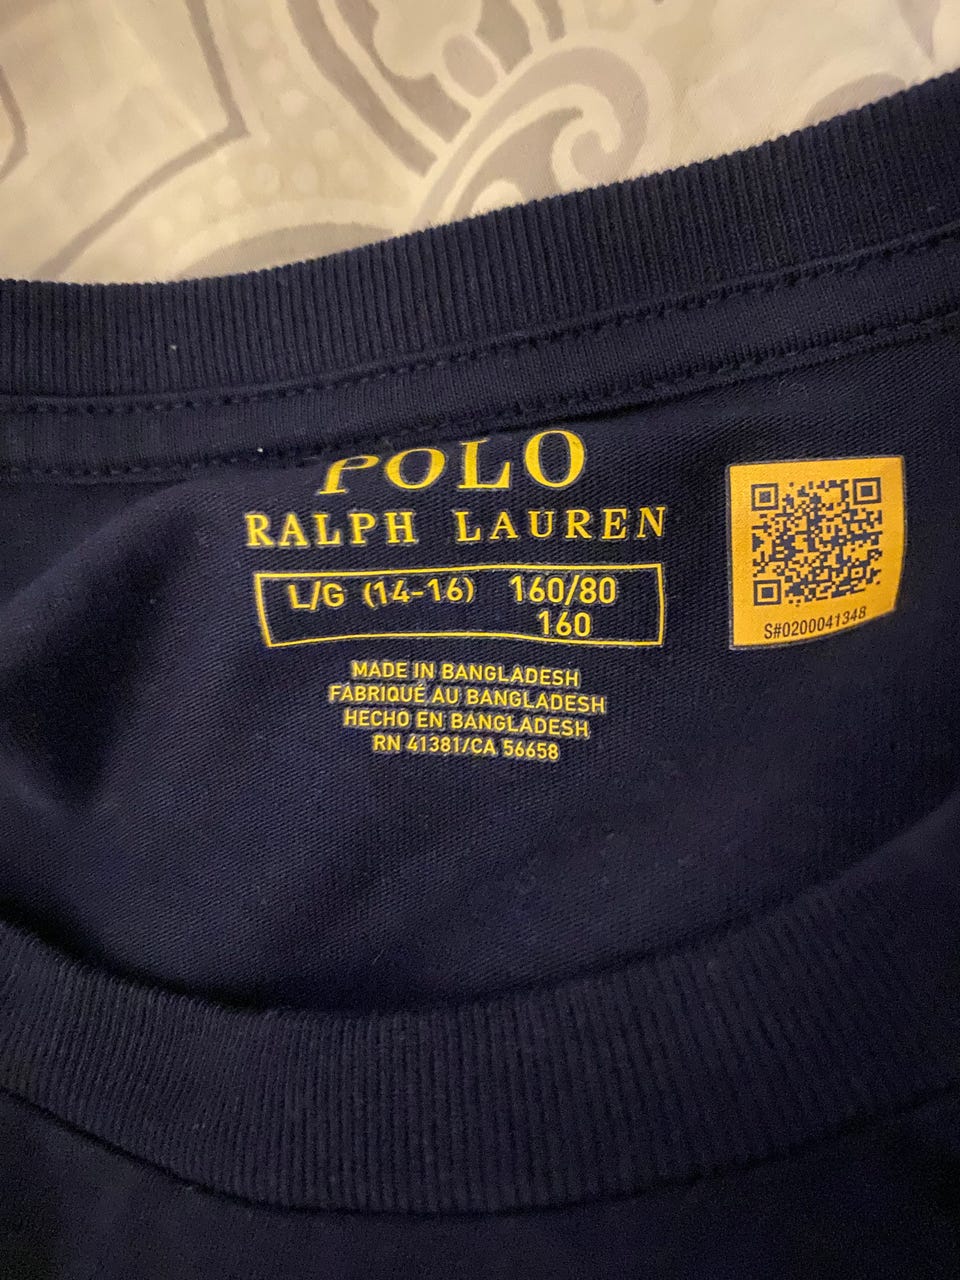 POLO
RALPH LAUREN
L/G (14-16) 160/80
160
MADE IN BANGLADESH
FABRIQUÉ AU BANGLADESH
HECHO EN BANGLADESH
RN 41381/CA 56658
S#0200041348